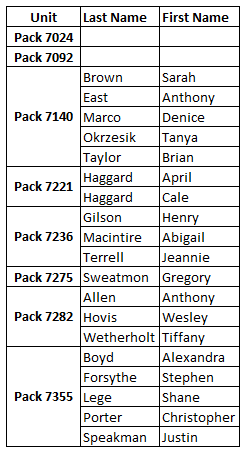 Unit Last Name First Name
Pack 7024
Pack 7092
Brown Sarah
East Anthony
Pack 7140 Marco Denice
Okrzesik Tanya
Taylor Brian
Pack 7221 Haggard April
Haggard Cale
Gilson Henry
Pack 7236 Macintire Abigail
Terrell Jeannie
Pack 7275 Sweatmon Gregory
Allen Anthony
Pack 7282 Hovis Wesley
Wetherholt Tiffany
Boyd Alexandra
Forsythe Stephen
Pack 7355 Lege Shane
Porter Christopher
Speakman Justin